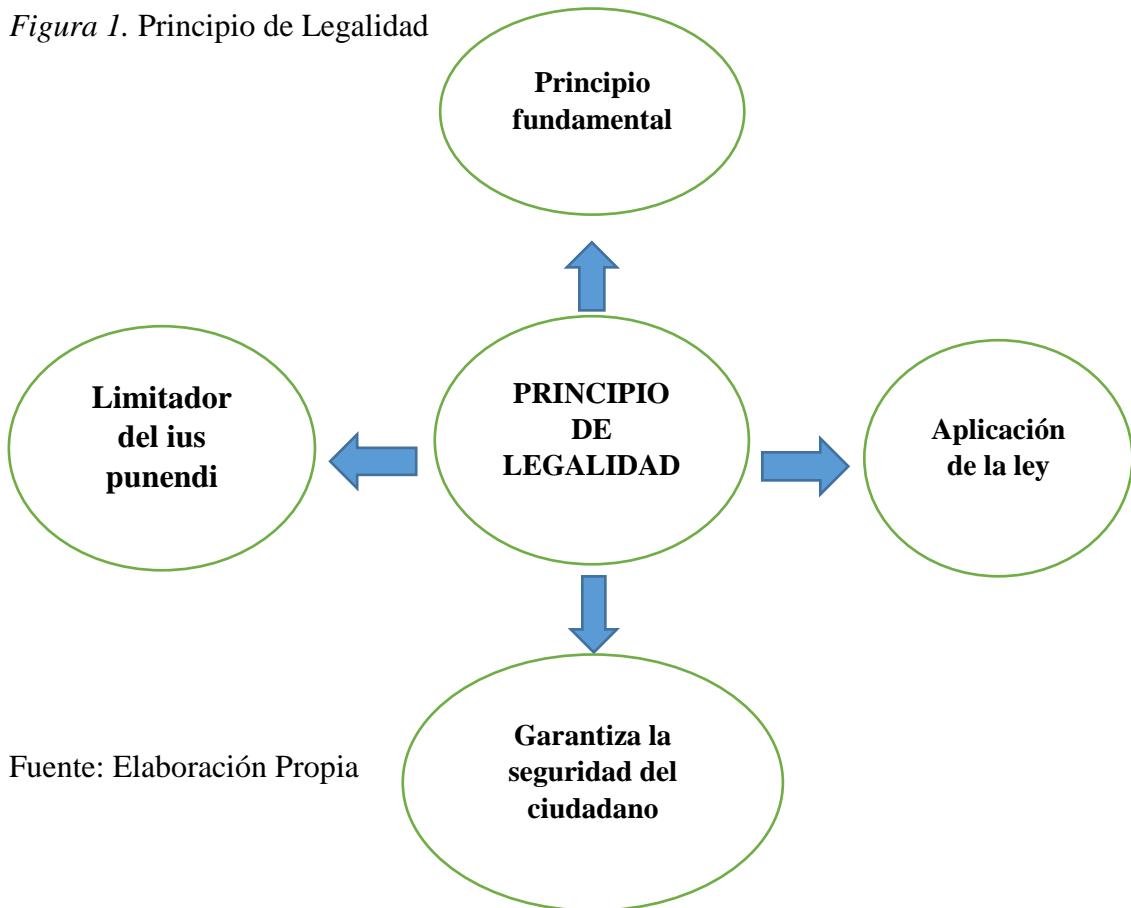 Figura 1. Principio de Legalidad
Principio
fundamental
Limitador
del ius
punendi
PRINCIPIO
DE
LEGALIDAD
Aplicación
de la ley
Garantiza la
seguridad del
ciudadano
Fuente: Elaboración Propia